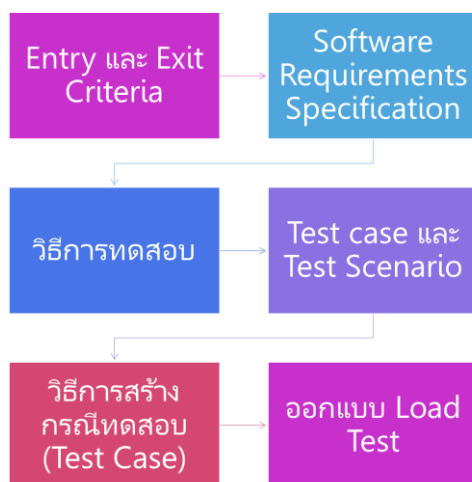 Entry และ Exit
Criteria
Software
Requirements
Specification
วิธีการทดสอบ
Test case และ
Test Scenario
วิธีการสร้าง
กรณีทดสอบ
(Test Case)
ออกแบบ Load
Test